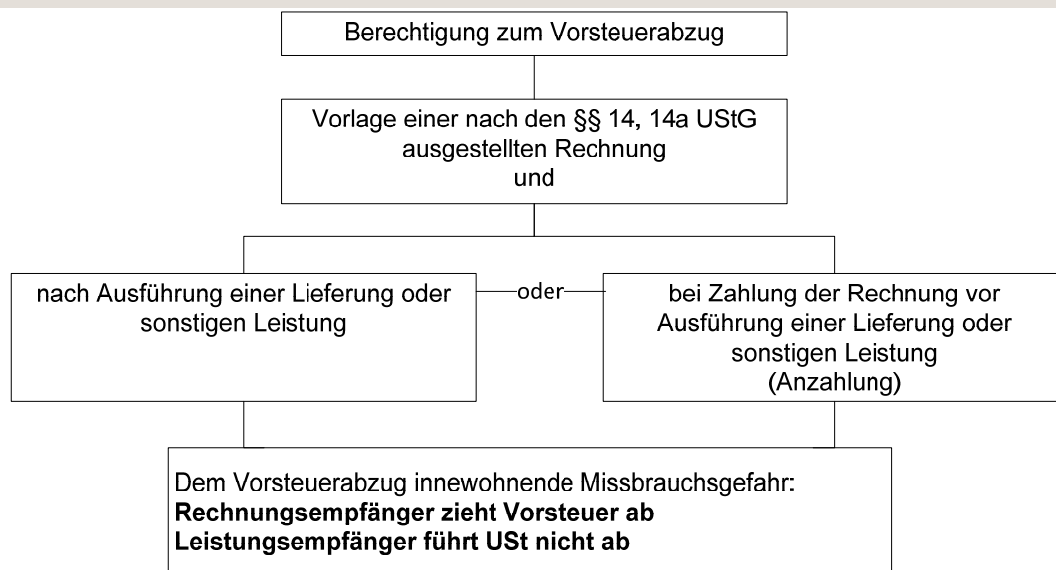 Berechtigung zum Vorsteuerabzug
Vorlage einer nach den §§ 14, 14a UStG
ausgestellten Rechnung
und
nach Ausführung einer Lieferung oder
sonstigen Leistung
oder
bei Zahlung der Rechnung vor
Ausführung einer Lieferung oder
sonstigen Leistung
(Anzahlung)
Dem Vorsteuerabzug innewohnende Missbrauchsgefahr:
Rechnungsempfänger zieht Vorsteuer ab
Leistungsempfänger führt USt nicht ab